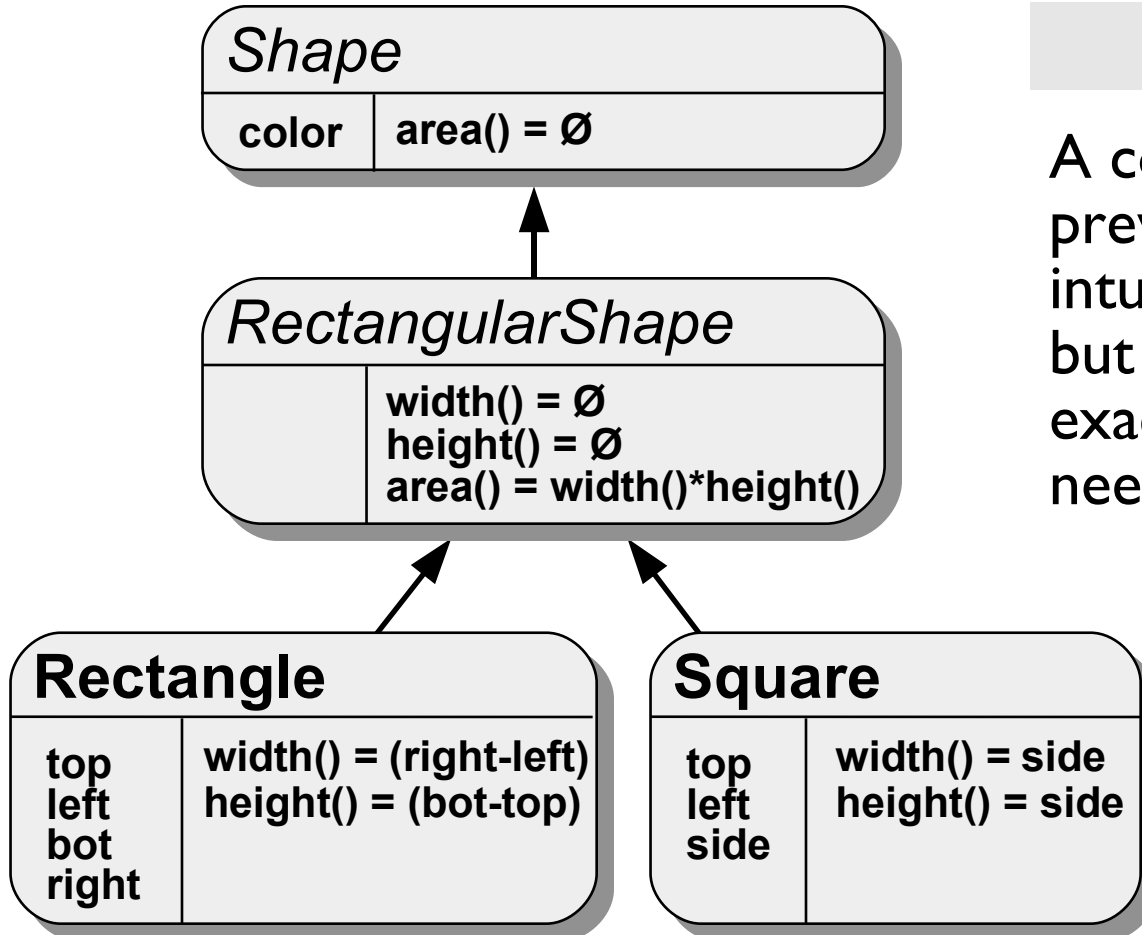 Shape
color
area() = Ø
RectangularShape
width() = Ø
height() = Ø
area() = width()*height()
Rectangle
top
left
bot
right
width() = (right-left)
height() = (bot-top)
Square
top
left
side
width() = side
height() = side
A
but